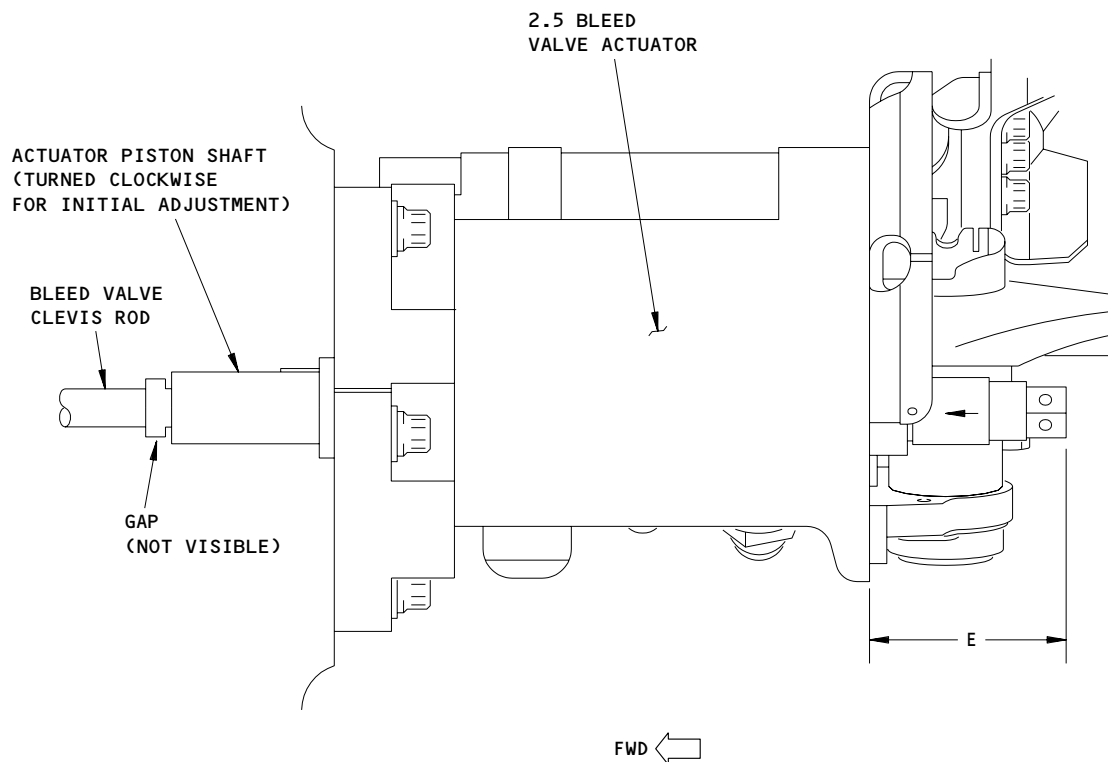 2.5 BLEED
VALVE ACTUATOR
ACTUATOR PISTON SHAFT
(TURNED CLOCKWISE
FOR INITIAL ADJUSTMENT)
BLEED VALVE
CLEVIS ROD
GAP
(NOT VISIBLE)
E
FWD